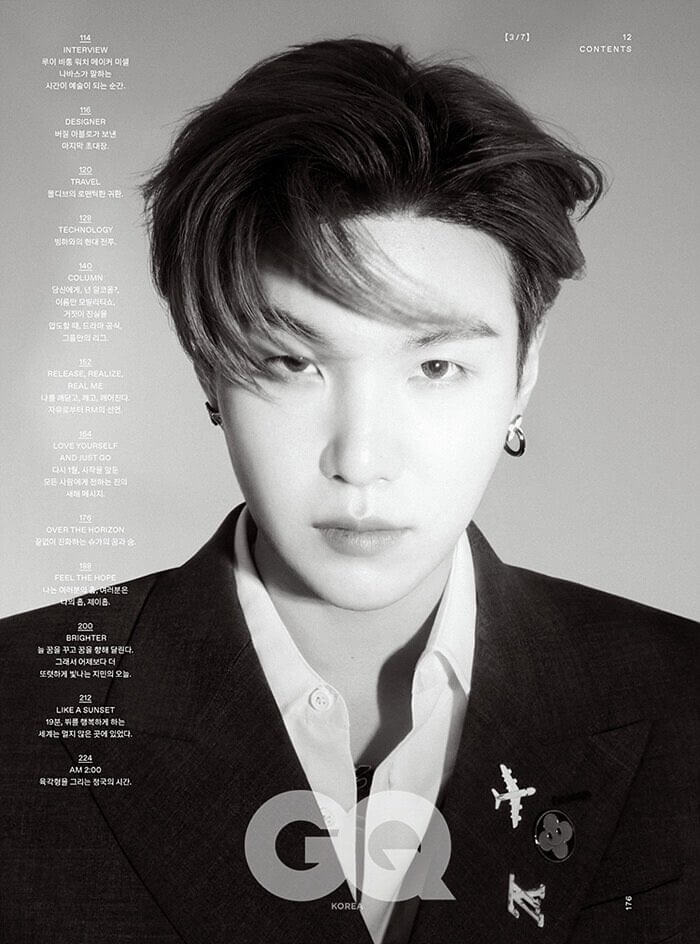 114
INTERVIEW
루이 비통 워치 메이커 미셸
나바스가 말하는
시간이 예술이 되는 순간.
116
DESIGNER
버질 아블로가 보낸
마지막 초대장.
120
TRAVEL
몰디브의 로맨틱한 귀환.
128
TECHNOLOGY
빙하와의 현대 전투.
140
COLUMN
당신에게, 넌 알코올?,
이름만 모빌리티쇼,
거짓이 진실을
압도할 때, 드라마 공식,
그들만의 리그.
152
RELEASE, REALIZE,
REAL ME
나를 깨닫고, 깨고, 깨어진다.
자유로부터 RM의 선언.
164
LOVE YOURSELF
AND JUST GO
다시 1월, 시작을 앞둔
모든 사람에게 전하는 진의
새해 메시지.
176
OVER THE HORIZON
끝없이 진화하는 슈가의 꿈과 숨.
188
FEEL THE HOPE
나는 여러분의 홉, 여러분은
나의 홉, 제이홉.
200
BRIGHTER
늘 꿈을 꾸고 꿈을 향해 달린다.
그래서 어제보다 더
또렷하게 빛나는 지민의 오늘.
212
LIKE A SUNSET
19분, 뷔를 행복하게 하는
세계는 멀지 않은 곳에 있었다.
224
AM 2:00
육각형을 그리는 정국의 시간.
【3/7】
12
CONTENTS
GQ
KOREA
176